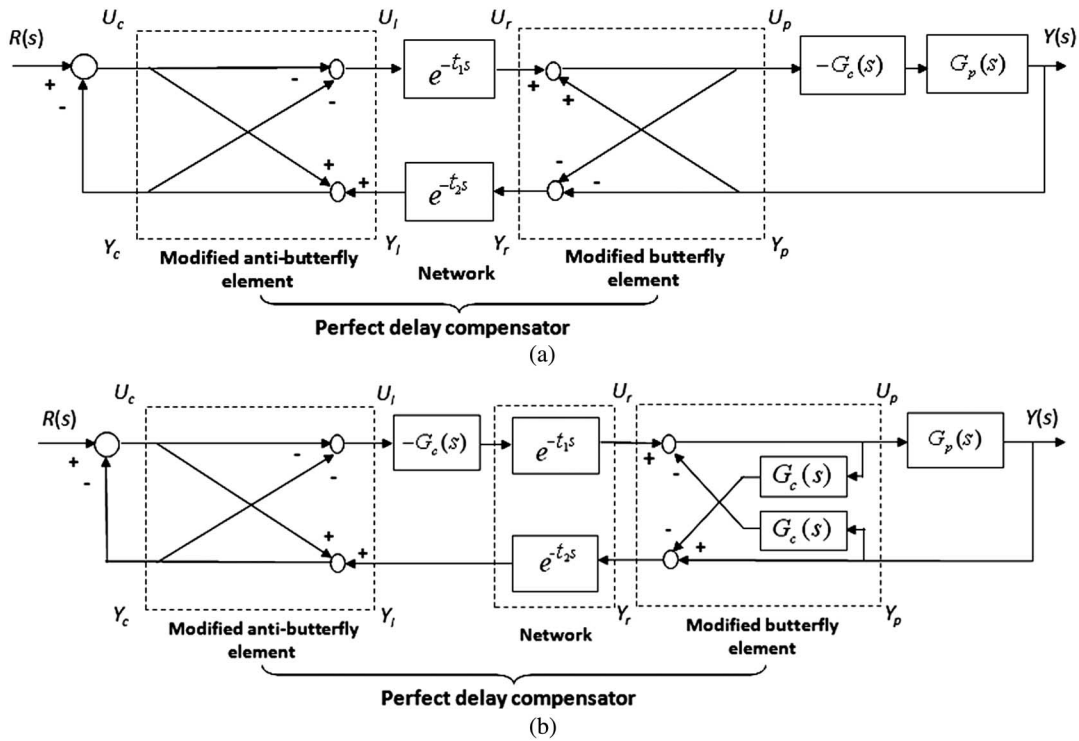 U_c U_l U_r U_p
R(s) Y(s)
e^{-t_1 s} -G_c(s) G_p(s)
+ - - - + + 
+ + - -
e^{-t_2 s}
Y_c Y_l Y_r Y_p
Modified anti-butterfly
element
Network
Modified butterfly
element
Perfect delay compensator
(a)
U_c U_l U_r U_p
R(s) Y(s)
-G_c(s) e^{-t_1 s} G_p(s)
+ - - - + -
G_c(s)
G_c(s)
+ + - +
e^{-t_2 s}
Y_c Y_l Y_r Y_p
Modified anti-butterfly
element
Network
Modified butterfly
element
Perfect delay compensator
(b)